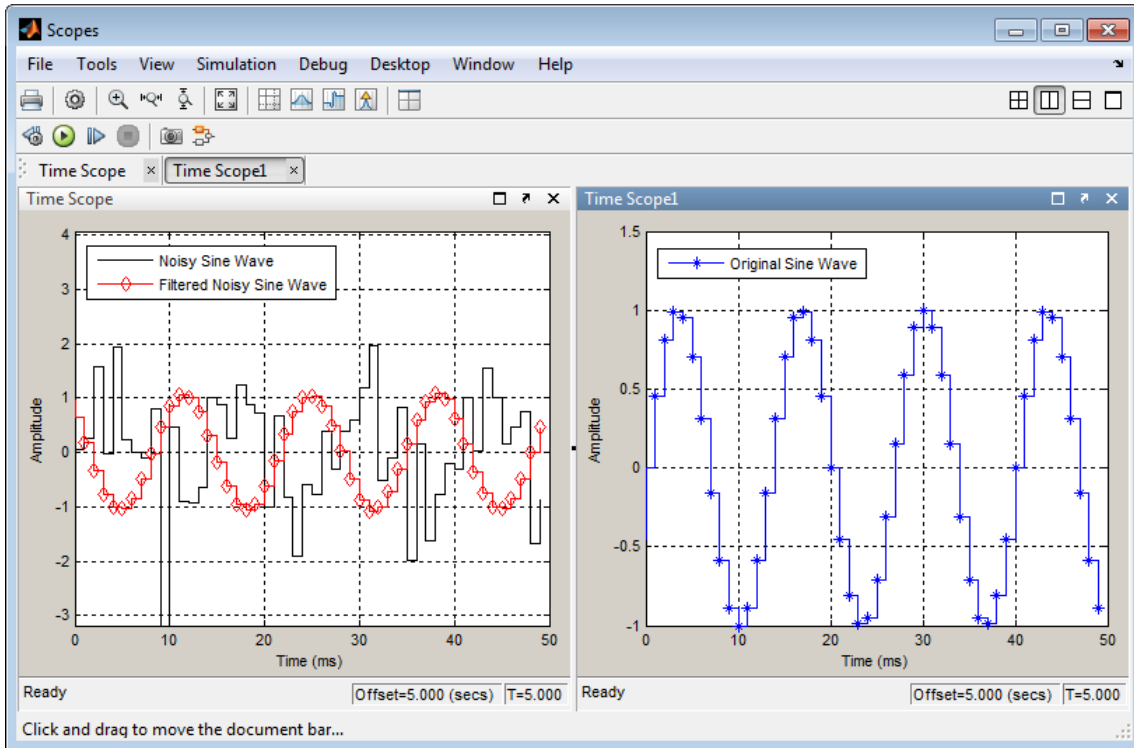 Scopes
File Tools View Simulation Debug Desktop Window Help
Time Scope
Time Scope1
Time Scope
4
3
2
1
0
-1
-2
-3
Amplitude
Noisy Sine Wave
Filtered Noisy Sine Wave
0 10 20 30 40 50
Time (ms)
Ready Offset=5.000 (secs) T=5.000
Time Scope1
1.5
1
0.5
0
-0.5
-1
Amplitude
Original Sine Wave
0 10 20 30 40 50
Time (ms)
Ready Offset=5.000 (secs) T=5.000
Click and drag to move the document bar...